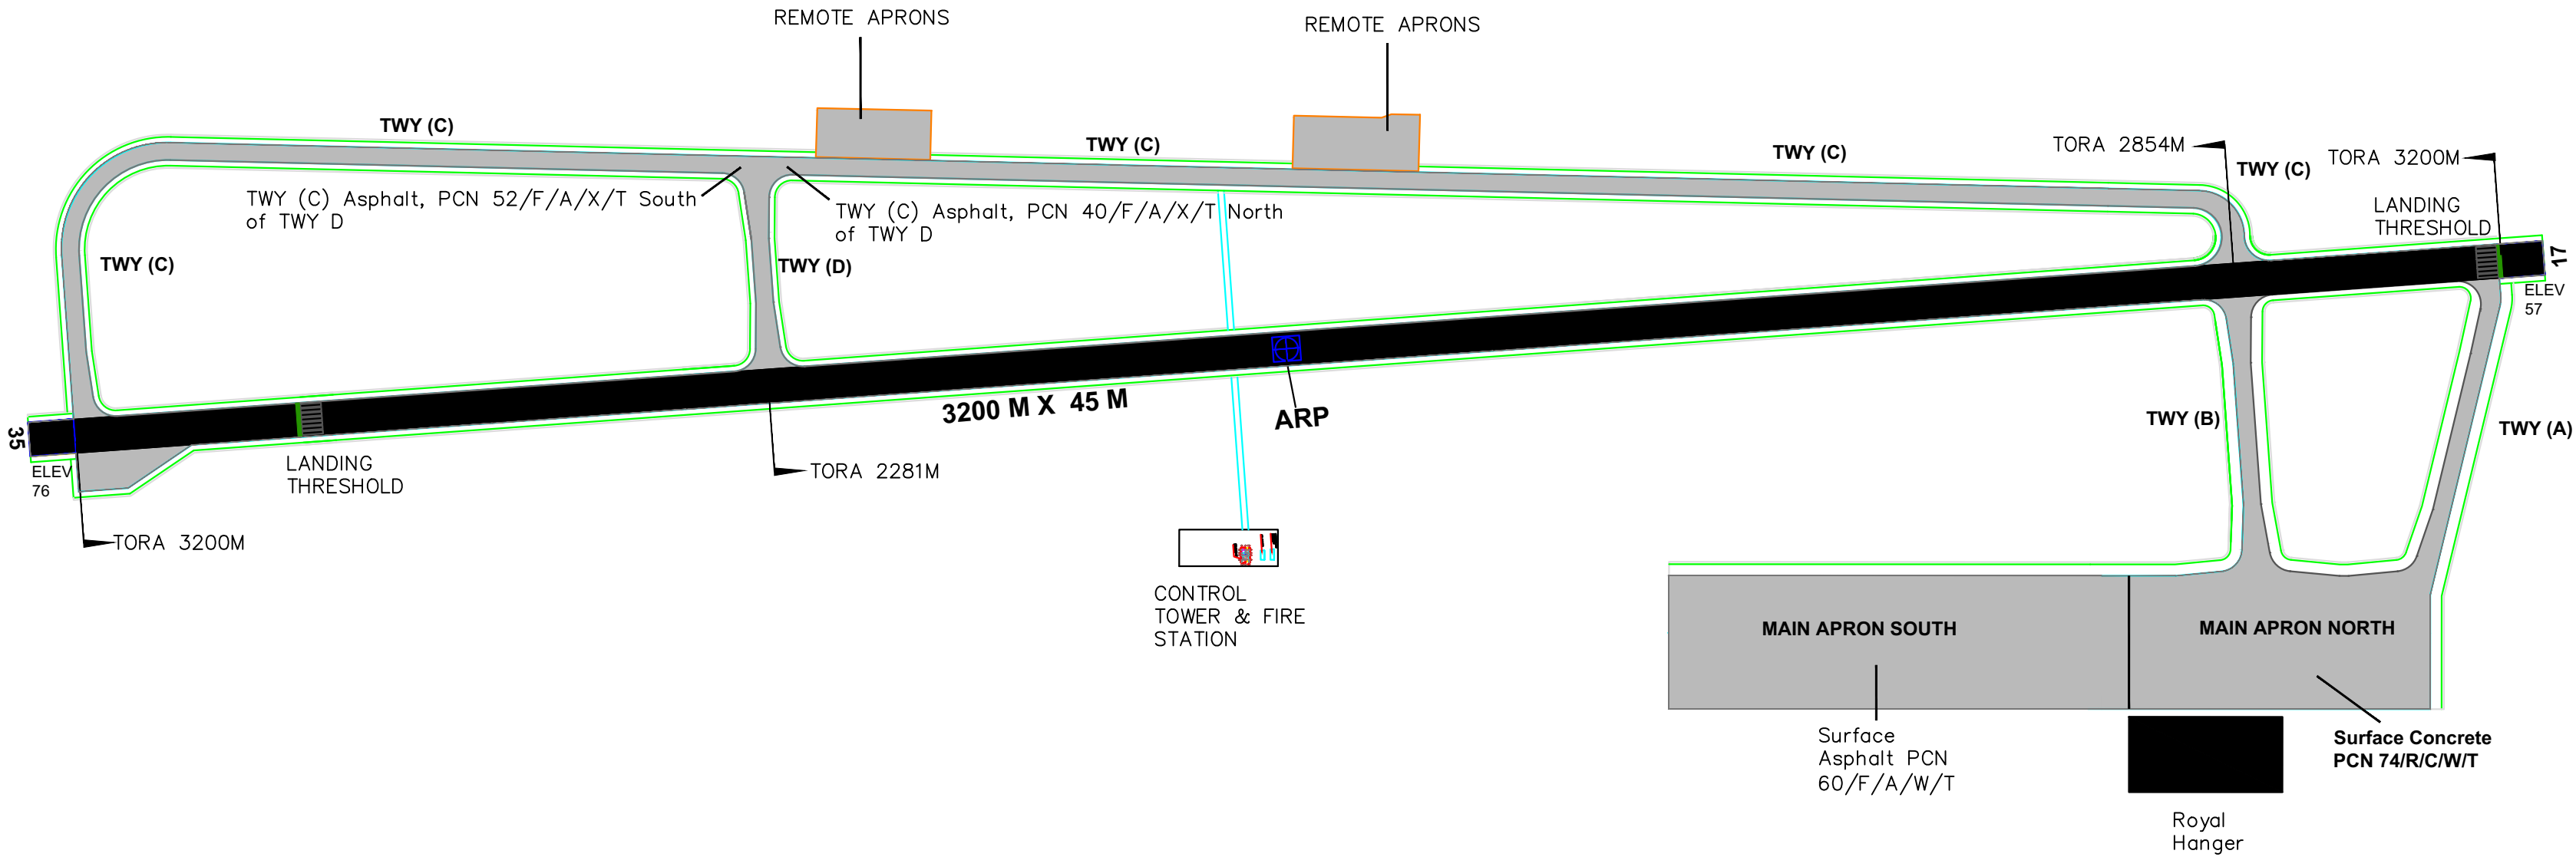 REMOTE APRONS
REMOTE APRONS
TWY (C)
TWY (C)
TWY (C)
TORA 2854M
TWY (C)
TORA 3200M
TWY (C) Asphalt, PCN 52/F/A/X/T South
of TWY D
TWY (C) Asphalt, PCN 40/F/A/X/T North
of TWY D
LANDING
THRESHOLD
TWY (C)
TWY (D)
17
ELEV
57
3200 M X 45 M
ARP
TWY (B)
TWY (A)
35
ELEV
76
LANDING
THRESHOLD
TORA 2281M
TORA 3200M
CONTROL
TOWER & FIRE
STATION
MAIN APRON SOUTH
MAIN APRON NORTH
Surface
Asphalt PCN
60/F/A/W/T
Surface Concrete
PCN 74/R/C/W/T
Royal
Hanger